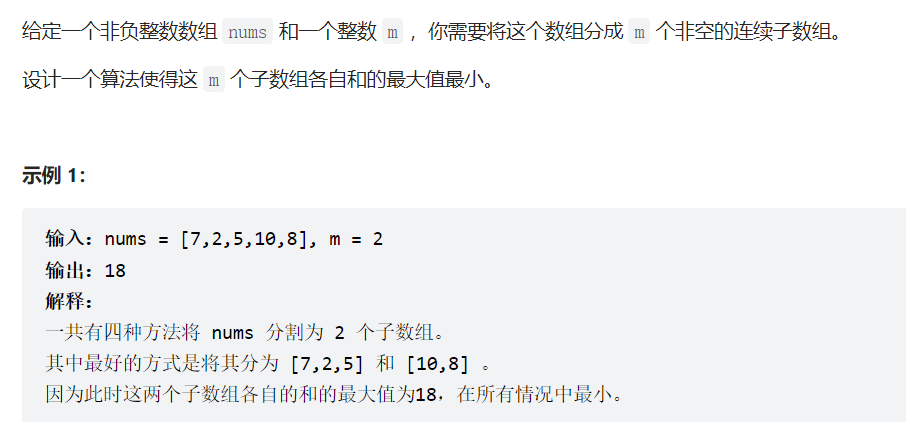 给定一个非负整数数组 nums 和一个整数 m ，你需要将这个数组分成 m 个非空的连续子数组。
设计一个算法使得这 m 个子数组各自和的最大值最小。
示例 1：
输入：nums = [7,2,5,10,8], m = 2
输出：18
解释：
一共有四种方法将 nums 分割为 2 个子数组。
其中最好的方式是将其分为 [7,2,5] 和 [10,8] 。
因为此时这两个子数组各自的和的最大值为18，在所有情况中最小。